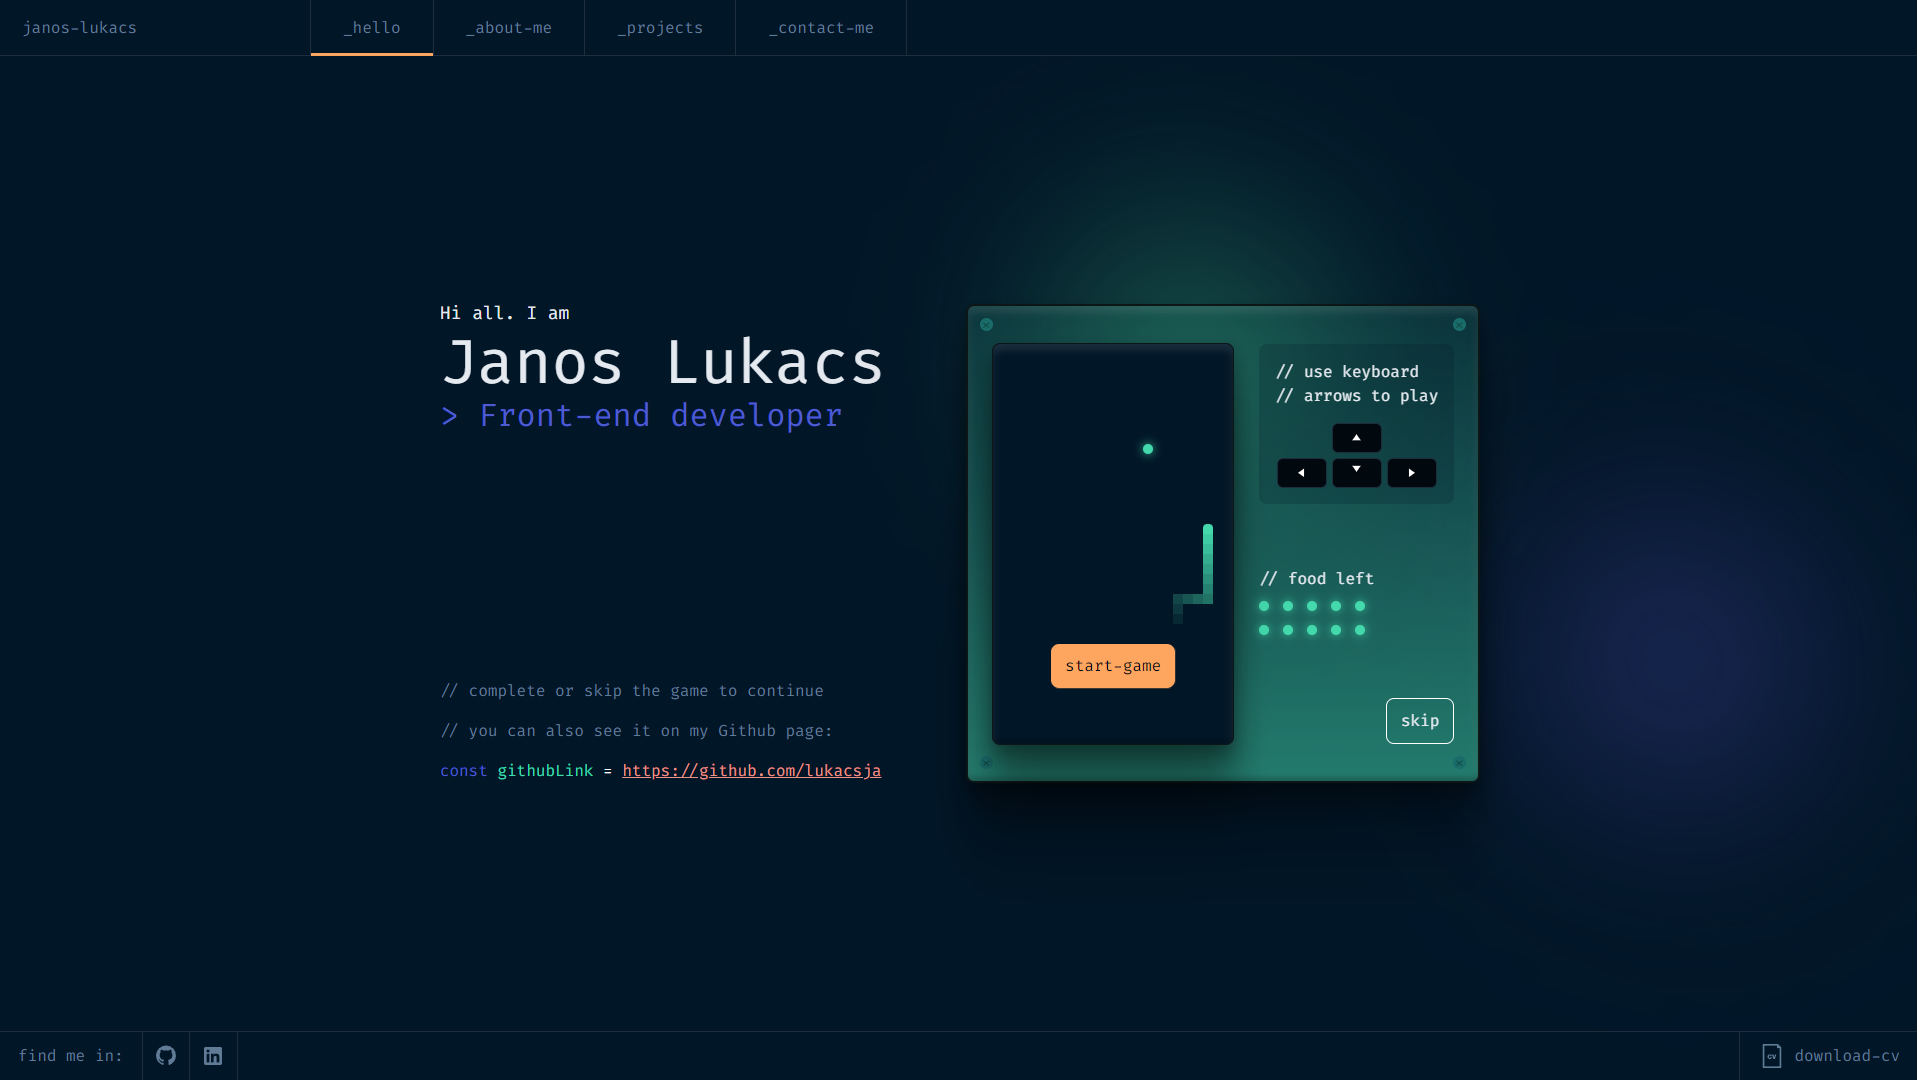 janos-lukacs
_hello
_about-me
_projects
_contact-me
Hi all. I am
Janos Lukacs
> Front-end developer
// complete or skip the game to continue
// you can also see it on my Github page:
const githubLink = https://github.com/lukacsja
start-game
// use keyboard
// arrows to play
// food left
skip
find me in:
in
CV
download-cv